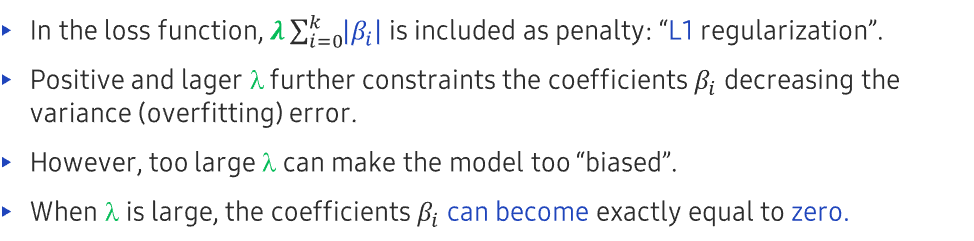 ▸ In the loss function, λ∑ᵏᵢ₌₀|βᵢ| is included as penalty: “L1 regularization”.
▸ Positive and lager λ further constraints the coefficients βᵢ decreasing the
variance (overfitting) error.
▸ However, too large λ can make the model too “biased”.
▸ When λ is large, the coefficients βᵢ can become exactly equal to zero.